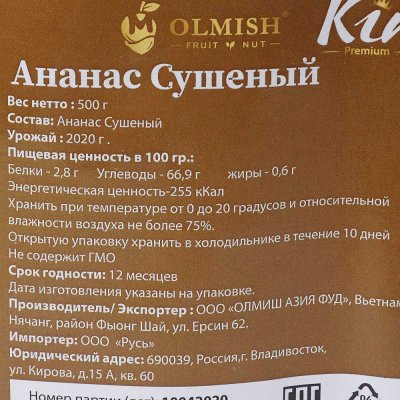 OLMISH
FRUIT NUT
Premium
Ананас Сушеный
Вес нетто : 500 г
Состав: Ананас Сушеный
Урожай : 2020 г .
Пищевая ценность в 100 гр.:
Белки - 2,8 г Углеводы - 66,9 г жиры - 0,6 г
Энергетическая ценность-255 кКал
Хранить при температуре от 0 до 20 градусов и относительной
влажности воздуха не более 75%.
Открытую упаковку хранить в холодильнике в течение 10 дней
Не содержит ГМО
Срок годности: 12 месяцев
Дата изготовления указаны на упаковке.
Производитель/ Экспортер : ООО «ОЛМИШ АЗИЯ ФУД», Вьетнам
Нячанг, район Фыонг Шай, ул. Ерсин 62.
Импортер: ООО «Русь»
Юридический адрес: 690039, Россия,г. Владивосток,
ул. Кирова, д.15 А, кв. 60
Номер партии